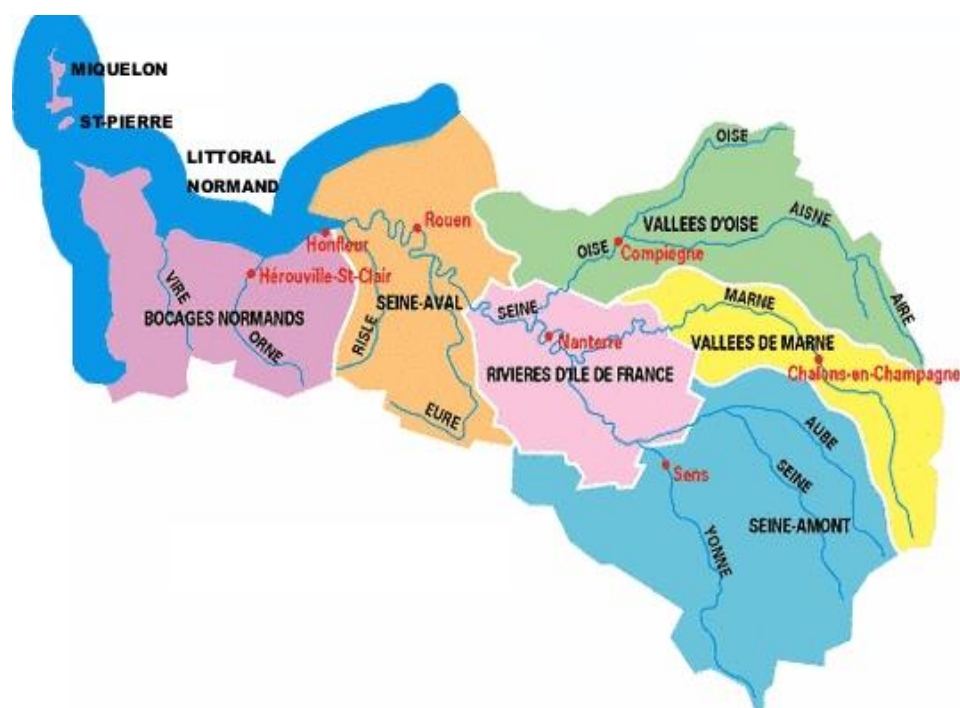 MIQUELON
ST-PIERRE
LITTORAL
NORMAND
OISE
Rouen
VALLEES D'OISE
AISNE
Honfleur
OISE
Compiegne
Hérouville-St-Clair
VIRE
SEINE-AVAL
SEINE
MARNE
AIRE
BOCAGES NORMANDS
ORNE
RISLE
Nanterre
VALLEES DE MARNE
RIVIERES D'ILE DE FRANCE
Chalons-en-Champagne
EURE
AUBE
Sens
SEINE
SEINE-AMONT
YONNE